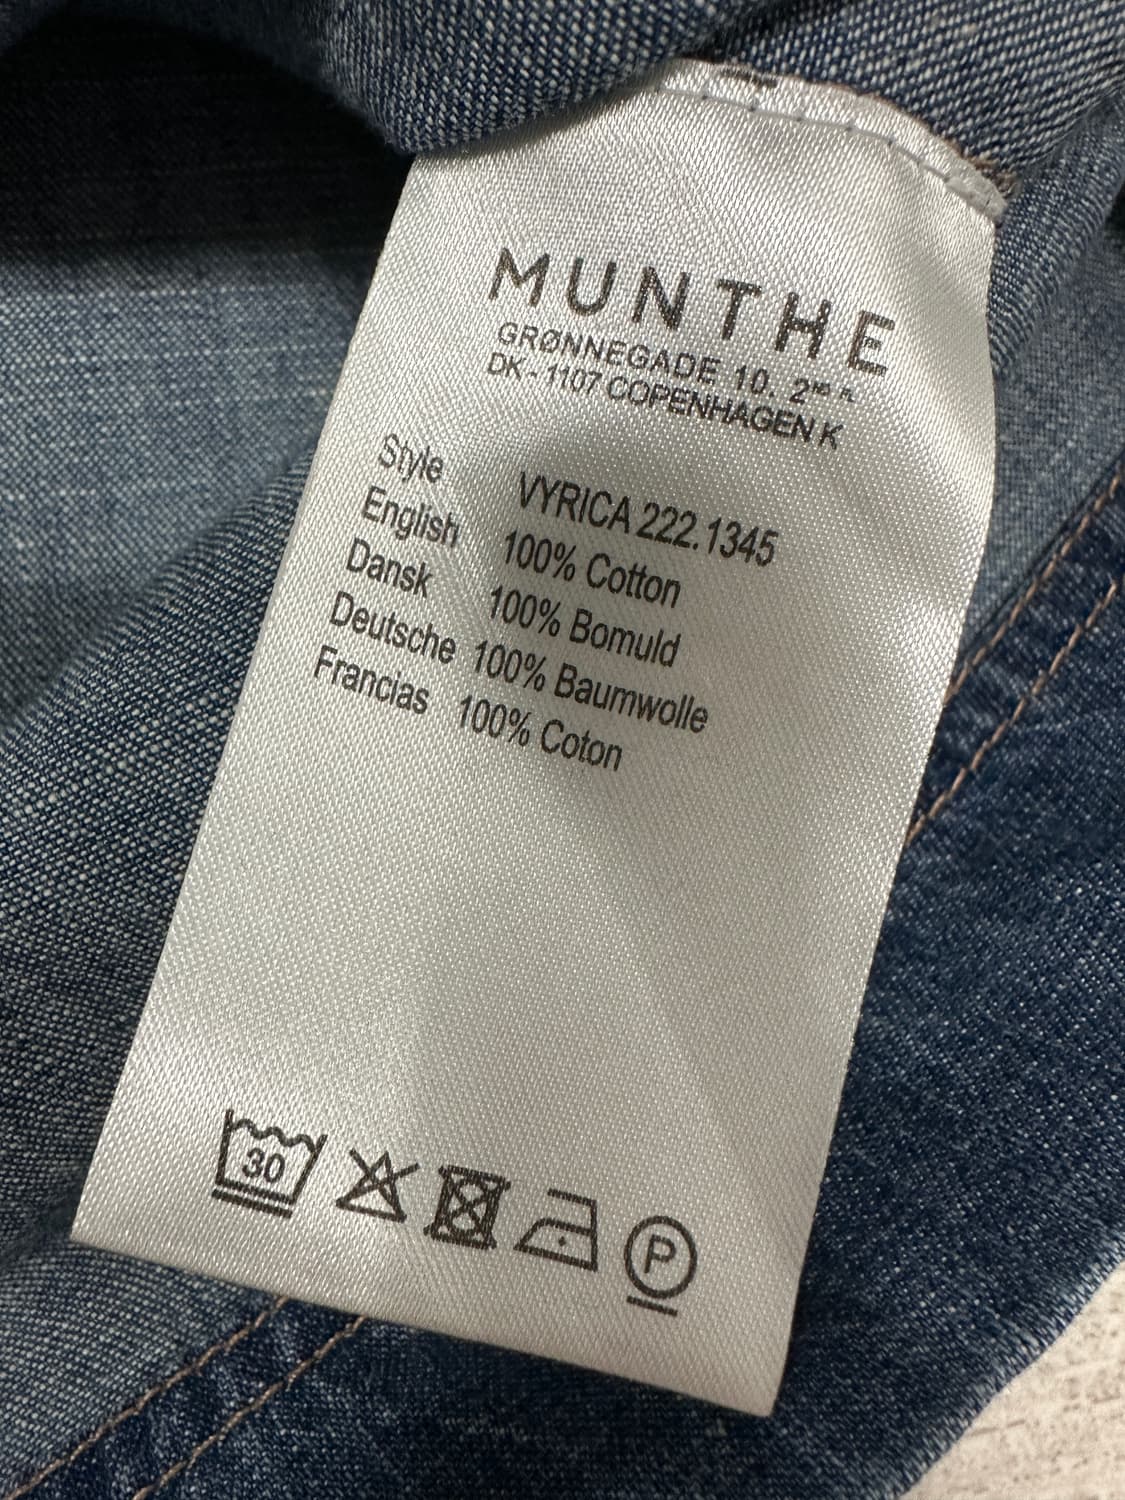 MUNTHE
GRØNNEGADE 10. 2ND
DK - 1107 COPENHAGEN K
Style VYRICA 222.1345
English 100% Cotton
Dansk 100% Bomuld
Deutsche 100% Baumwolle
Francias 100% Coton
30
P